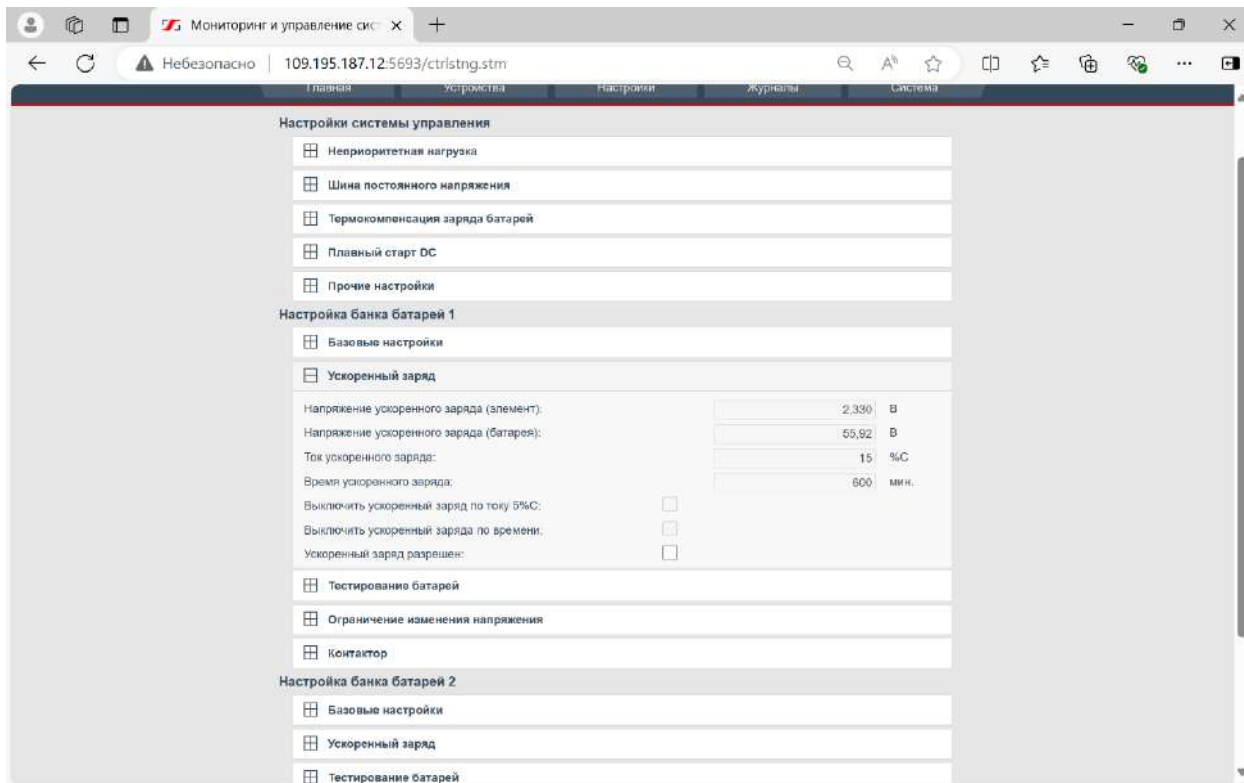 Мониторинг и управление сис
Небезопасно 109.195.187.12:5693/ctrlstng.stm
Главная Устройства Настройки Журналы Система
Настройки системы управления
Неприоритетная нагрузка
Шина постоянного напряжения
Термокомпенсация заряда батарей
Плавный старт DC
Прочие настройки
Настройка банка батарей 1
Базовые настройки
Ускоренный заряд
Напряжение ускоренного заряда (элемент): 2,330 В
Напряжение ускоренного заряда (батарея): 55,92 В
Ток ускоренного заряда: 15 %C
Время ускоренного заряда: 600 мин.
Выключить ускоренный заряд по току 5%C:
Выключить ускоренный заряда по времени:
Ускоренный заряд разрешен:
Тестирование батарей
Ограничение изменения напряжения
Контактор
Настройка банка батарей 2
Базовые настройки
Ускоренный заряд
Тестирование батарей